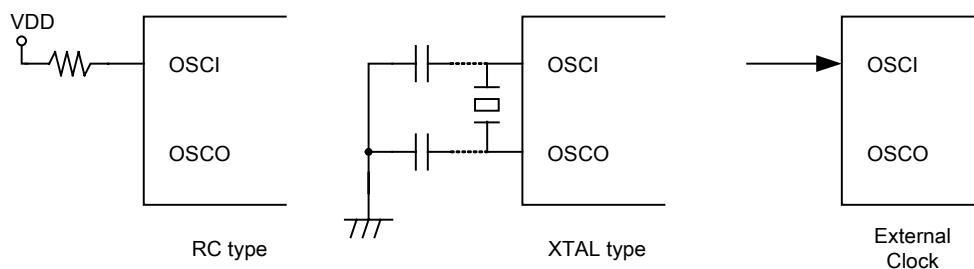 VDD
OSCI
OSCO
RC type
OSCI
OSCO
XTAL type
OSCI
OSCO
External
Clock